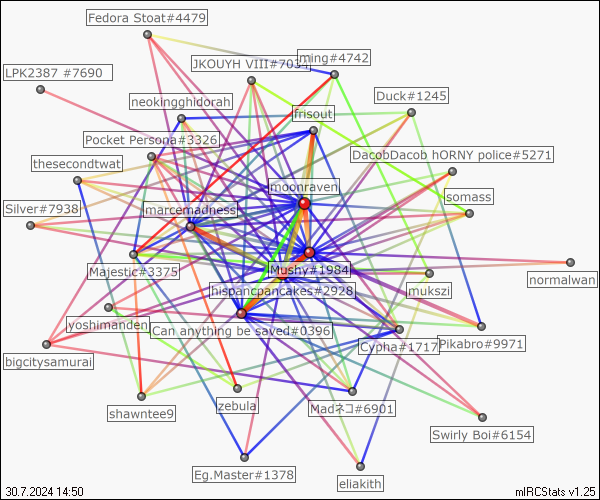 Fedora Stoat#4479
JKOUYH VIII#7034
ming#4742
LPK2387 #7690
neokingghidorah
Duck#1245
frisout
Pocket Persona#3326
DacobDacob hORNY police#5271
thesecondtwat
moonraven
somass
Silver#7938
marcemadness
Majestic#3375
Mushy#1984
normalwan
hispancpancakes#2928
mukszi
yoshimanden
Can anything be saved#0396
Cypha#1717
Pikabro#9971
bigcitysamurai
shawntee9
zebula
Madネコ#6901
Swirly Boi#6154
Eg.Master#1378
eliakith
30.7.2024 14:50
mIRCStats v1.25